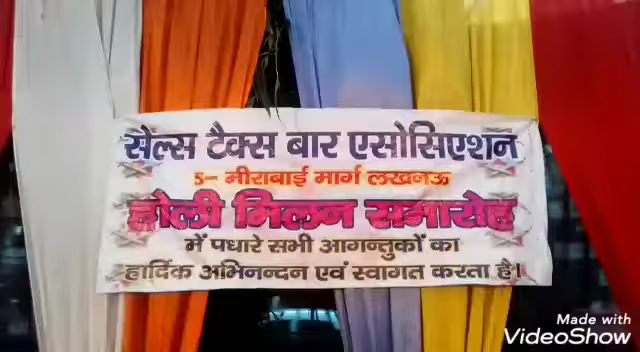 सेल्स टैक्स बार एसोसिएशन
5- मीराबाई मार्ग लखनऊ
होली मिलन समारोह
में पधारे सभी आगन्तुकों का
हार्दिक अभिनन्दन एवं स्वागत करता है।
Made with
VideoShow